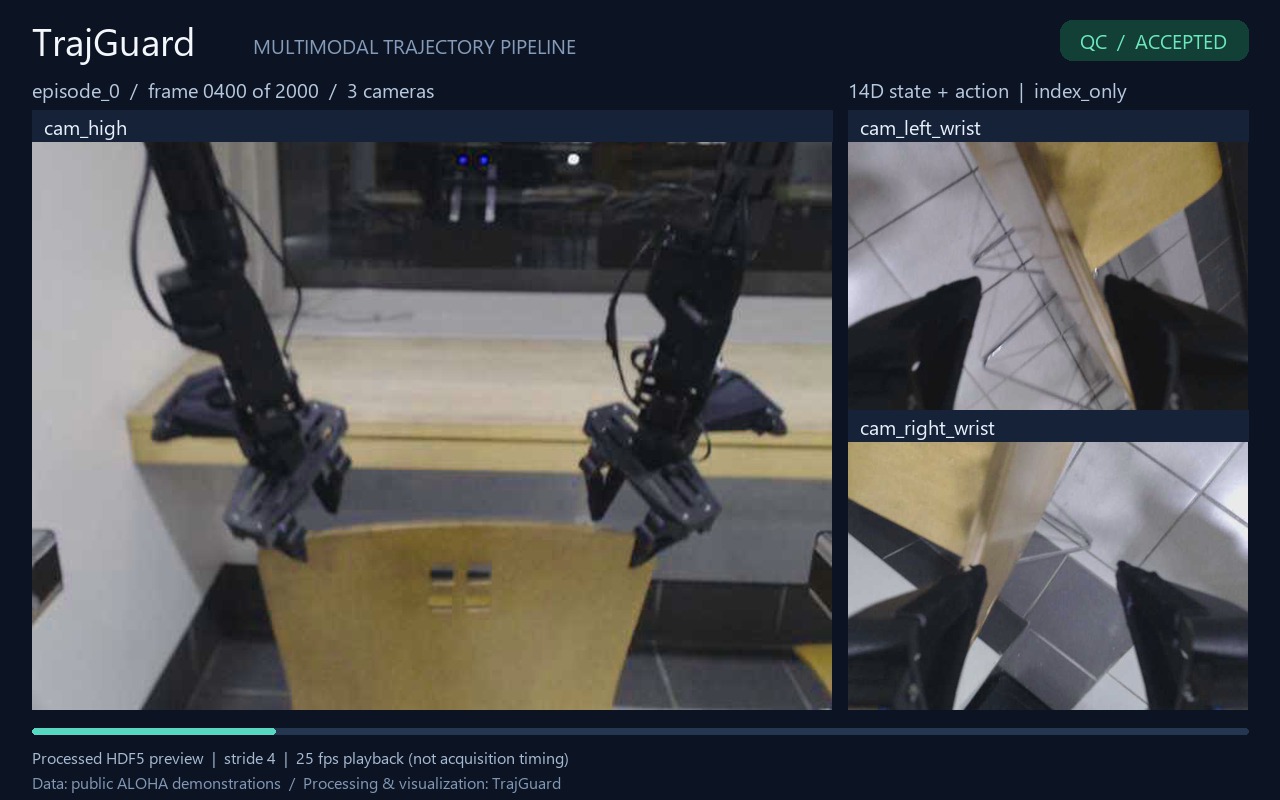 TrajGuard
MULTIMODAL TRAJECTORY PIPELINE
QC / ACCEPTED
episode_0 / frame 0400 of 2000 / 3 cameras
14D state + action | index_only
cam_high
cam_left_wrist
cam_right_wrist
Processed HDF5 preview | stride 4 | 25 fps playback (not acquisition timing)
Data: public ALOHA demonstrations / Processing & visualization: TrajGuard